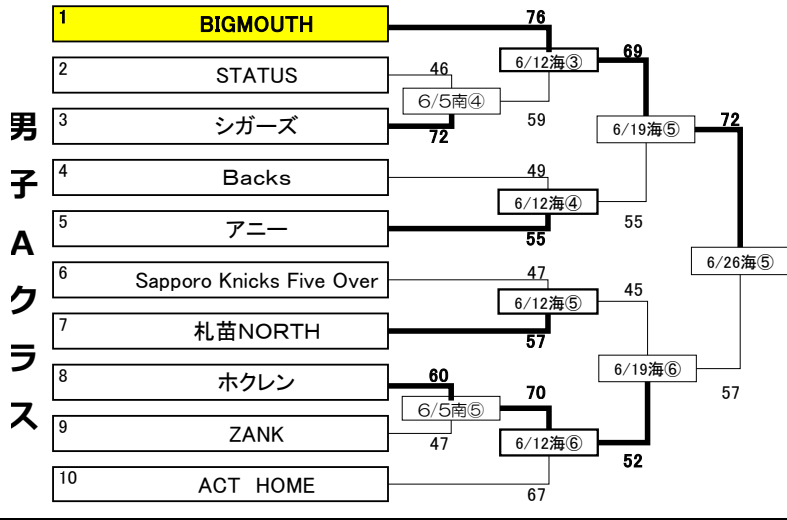 男子Aクラス
1 BIGMOUTH
2 STATUS
3 シガーズ
4 Backs
5 アニー
6 Sapporo Knicks Five Over
7 札苗NORTH
8 ホクレン
9 ZANK
10 ACT HOME
46
6/5南④
72
60
6/5南⑤
47
76
6/12海③
59
49
6/12海④
55
47
6/12海⑤
57
70
6/12海⑥
67
69
6/19海⑤
55
45
6/19海⑥
52
72
6/26海⑤
57